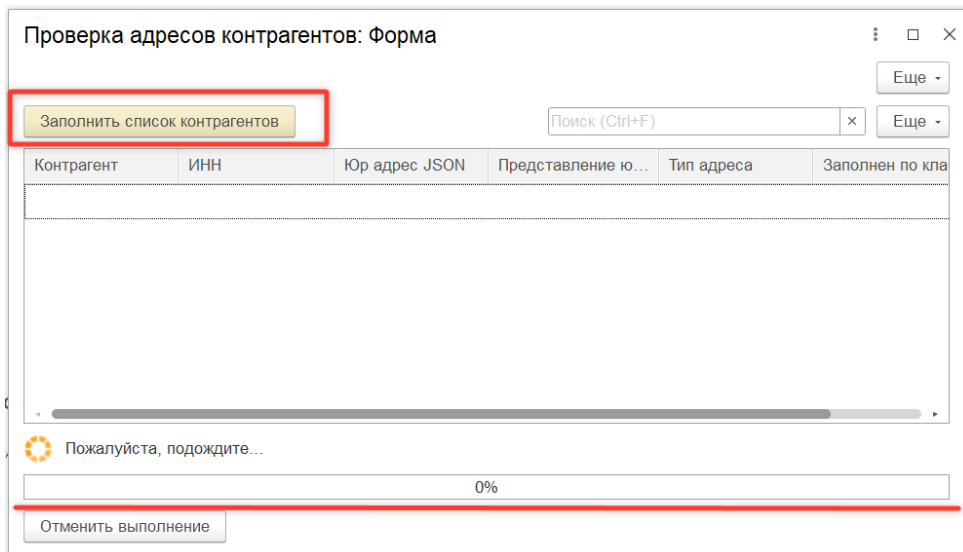 Проверка адресов контрагентов: Форма
Еще
Заполнить список контрагентов
Поиск (Ctrl+F)
Еще
Контрагент ИНН Юр адрес JSON Представление ю... Тип адреса Заполнен по кла
Пожалуйста, подождите...
0%
Отменить выполнение